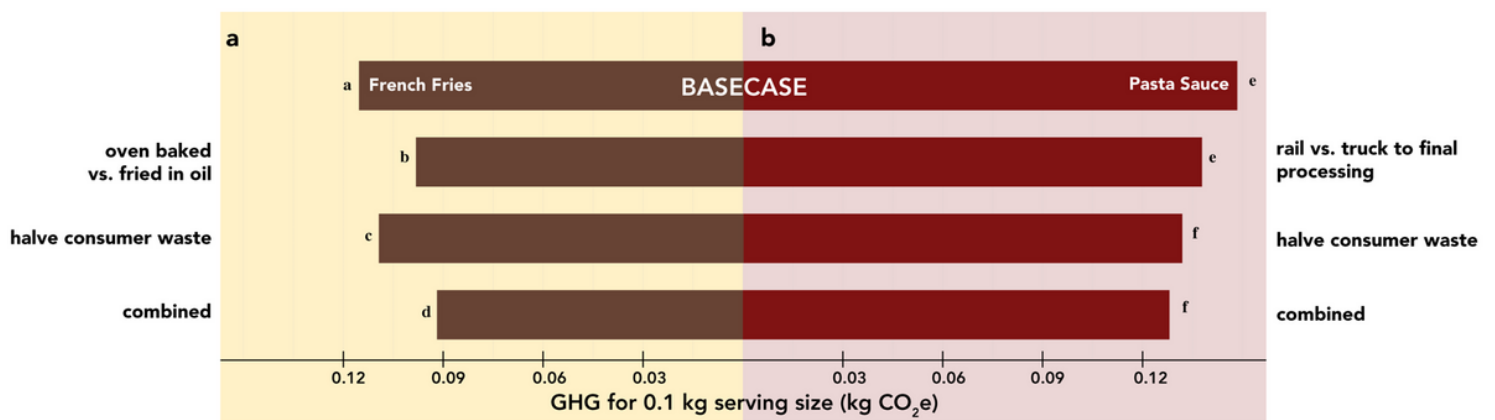 a
b
a
French Fries
BASECASE
Pasta Sauce
e
oven baked
vs. fried in oil
b
e
rail vs. truck to final
processing
halve consumer waste
c
f
halve consumer waste
combined
d
f
combined
0.12
0.09
0.06
0.03
0.03
0.06
0.09
0.12
GHG for 0.1 kg serving size (kg CO₂e)